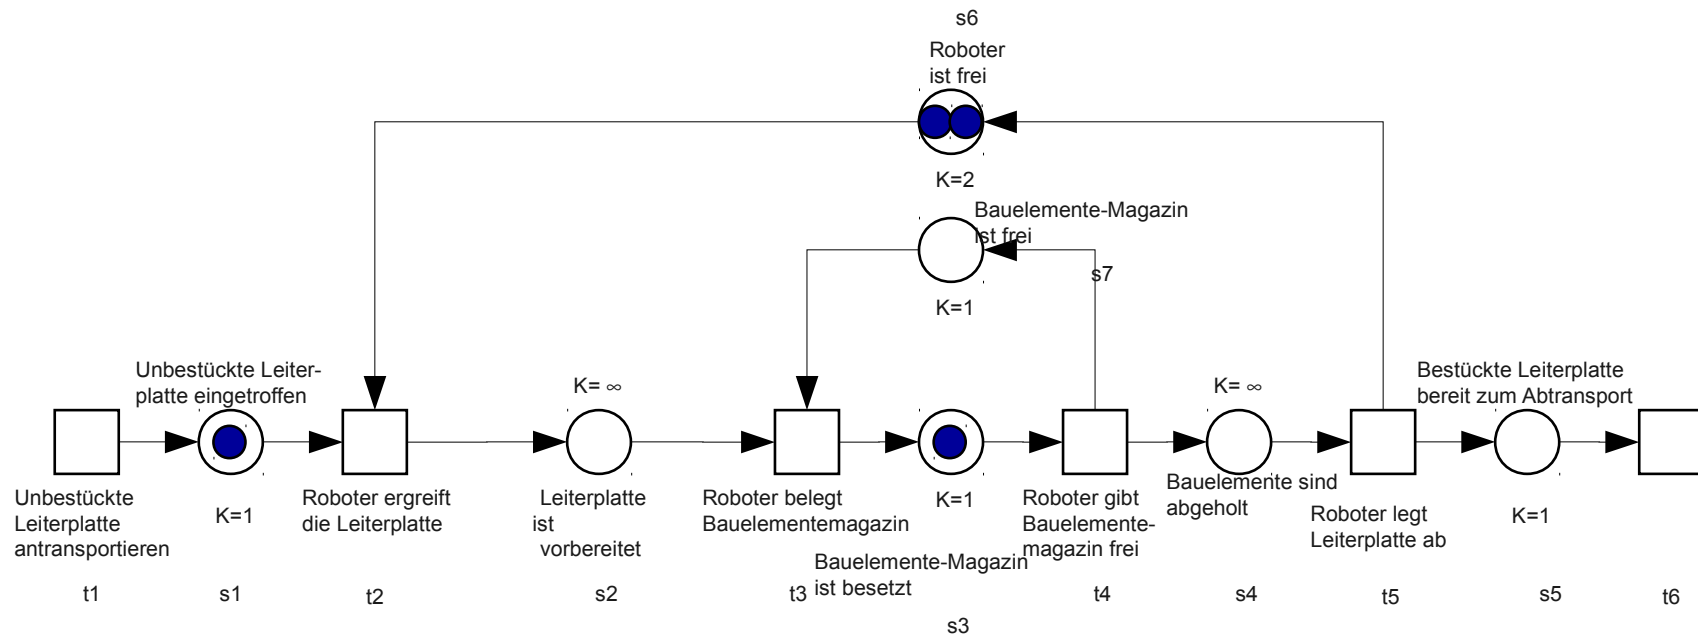 s6
Roboter
ist frei
K=2
Bauelemente-Magazin
ist frei
s7
K=1
Unbestückte Leiter-
platte eingetroffen
K= ∞
K= ∞
Bestückte Leiterplatte
bereit zum Abtransport
Unbestückte
Leiterplatte
antransportieren
K=1
Roboter ergreift
die Leiterplatte
Leiterplatte
ist
vorbereitet
Roboter belegt
Bauelementemagazin
K=1
Bauelemente-Magazin
ist besetzt
Roboter gibt
Bauelemente-
magazin frei
Bauelemente sind
abgeholt
Roboter legt
Leiterplatte ab
K=1
t1
s1
t2
s2
t3
s3
t4
s4
t5
s5
t6